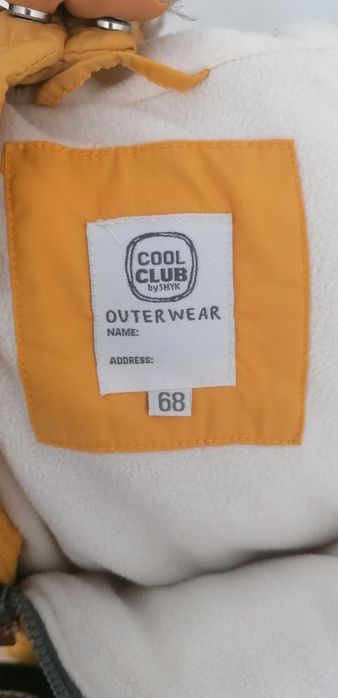 COOL
CLUB
by SMYK
OUTERWEAR
NAME:
ADDRESS:
68